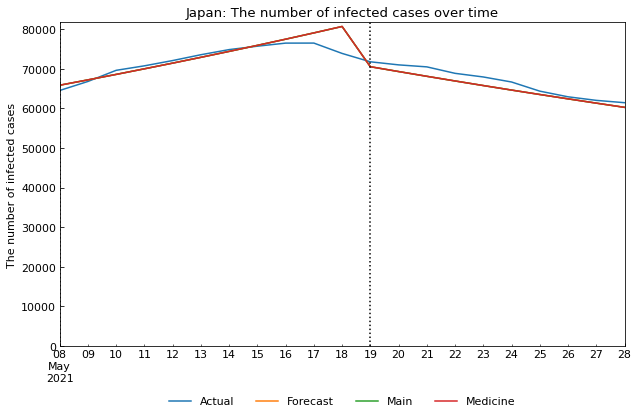 Japan: The number of infected cases over time
The number of infected cases
80000
70000
60000
50000
40000
30000
20000
10000
0
08 09 10 11 12 13 14 15 16 17 18 19 20 21 22 23 24 25 26 27 28
May
2021
Actual Forecast Main Medicine